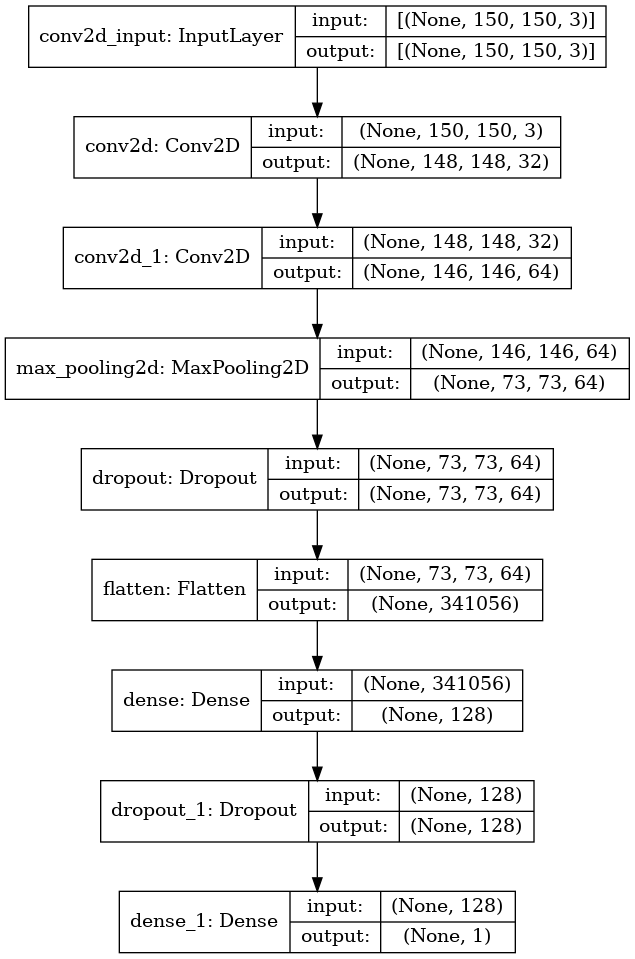 conv2d_input: InputLayer
input:
[(None, 150, 150, 3)]
output:
[(None, 150, 150, 3)]
conv2d: Conv2D
input:
(None, 150, 150, 3)
output:
(None, 148, 148, 32)
conv2d_1: Conv2D
input:
(None, 148, 148, 32)
output:
(None, 146, 146, 64)
max_pooling2d: MaxPooling2D
input:
(None, 146, 146, 64)
output:
(None, 73, 73, 64)
dropout: Dropout
input:
(None, 73, 73, 64)
output:
(None, 73, 73, 64)
flatten: Flatten
input:
(None, 73, 73, 64)
output:
(None, 341056)
dense: Dense
input:
(None, 341056)
output:
(None, 128)
dropout_1: Dropout
input:
(None, 128)
output:
(None, 128)
dense_1: Dense
input:
(None, 128)
output:
(None, 1)